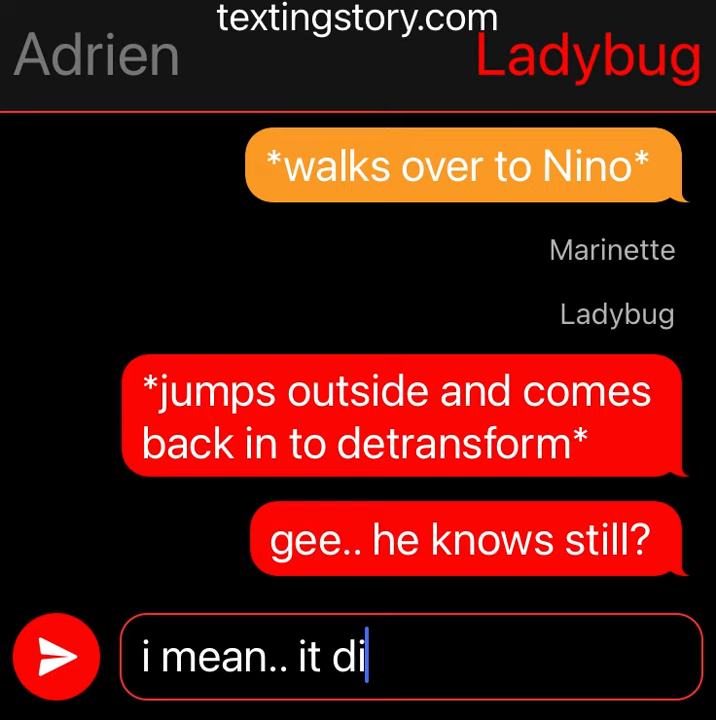 textingstory.com
Adrien
Ladybug
*walks over to Nino*
Marinette
Ladybug
*jumps outside and comes
back in to detransform*
gee.. he knows still?
i mean.. it di